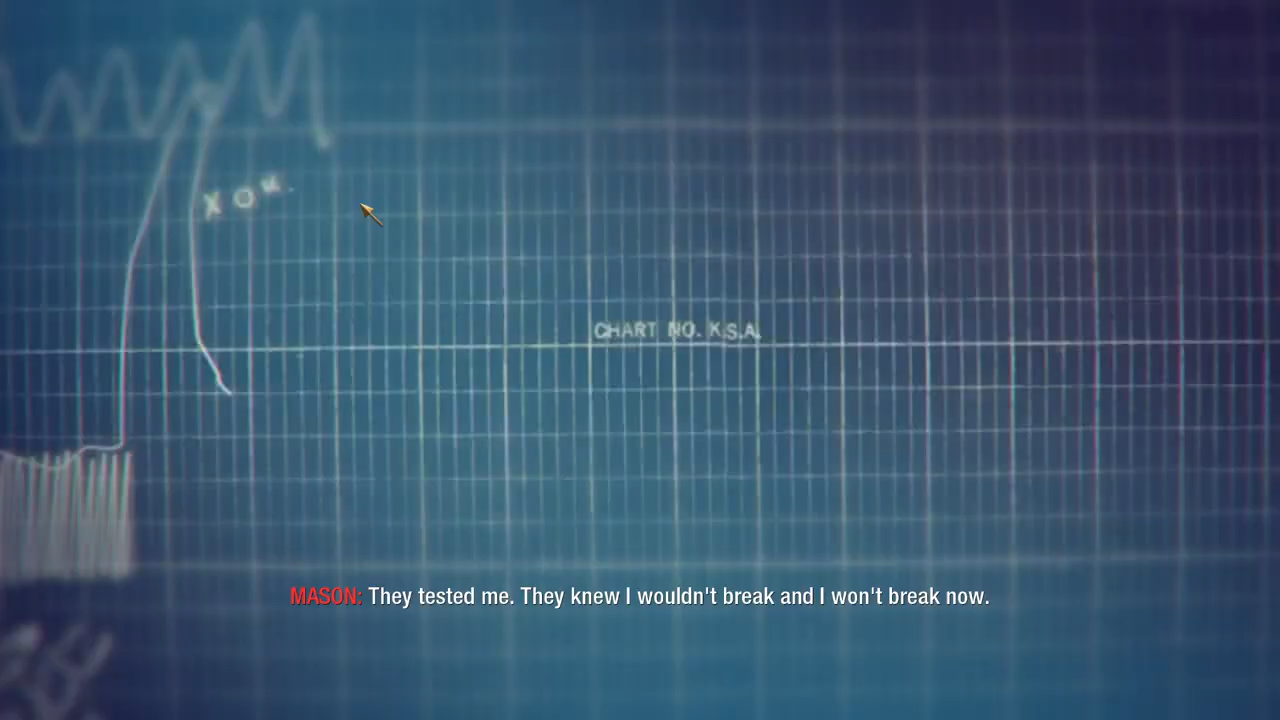 CHART NO. K.S.A.
MASON: They tested me. They knew I wouldn't break and I won't break now.